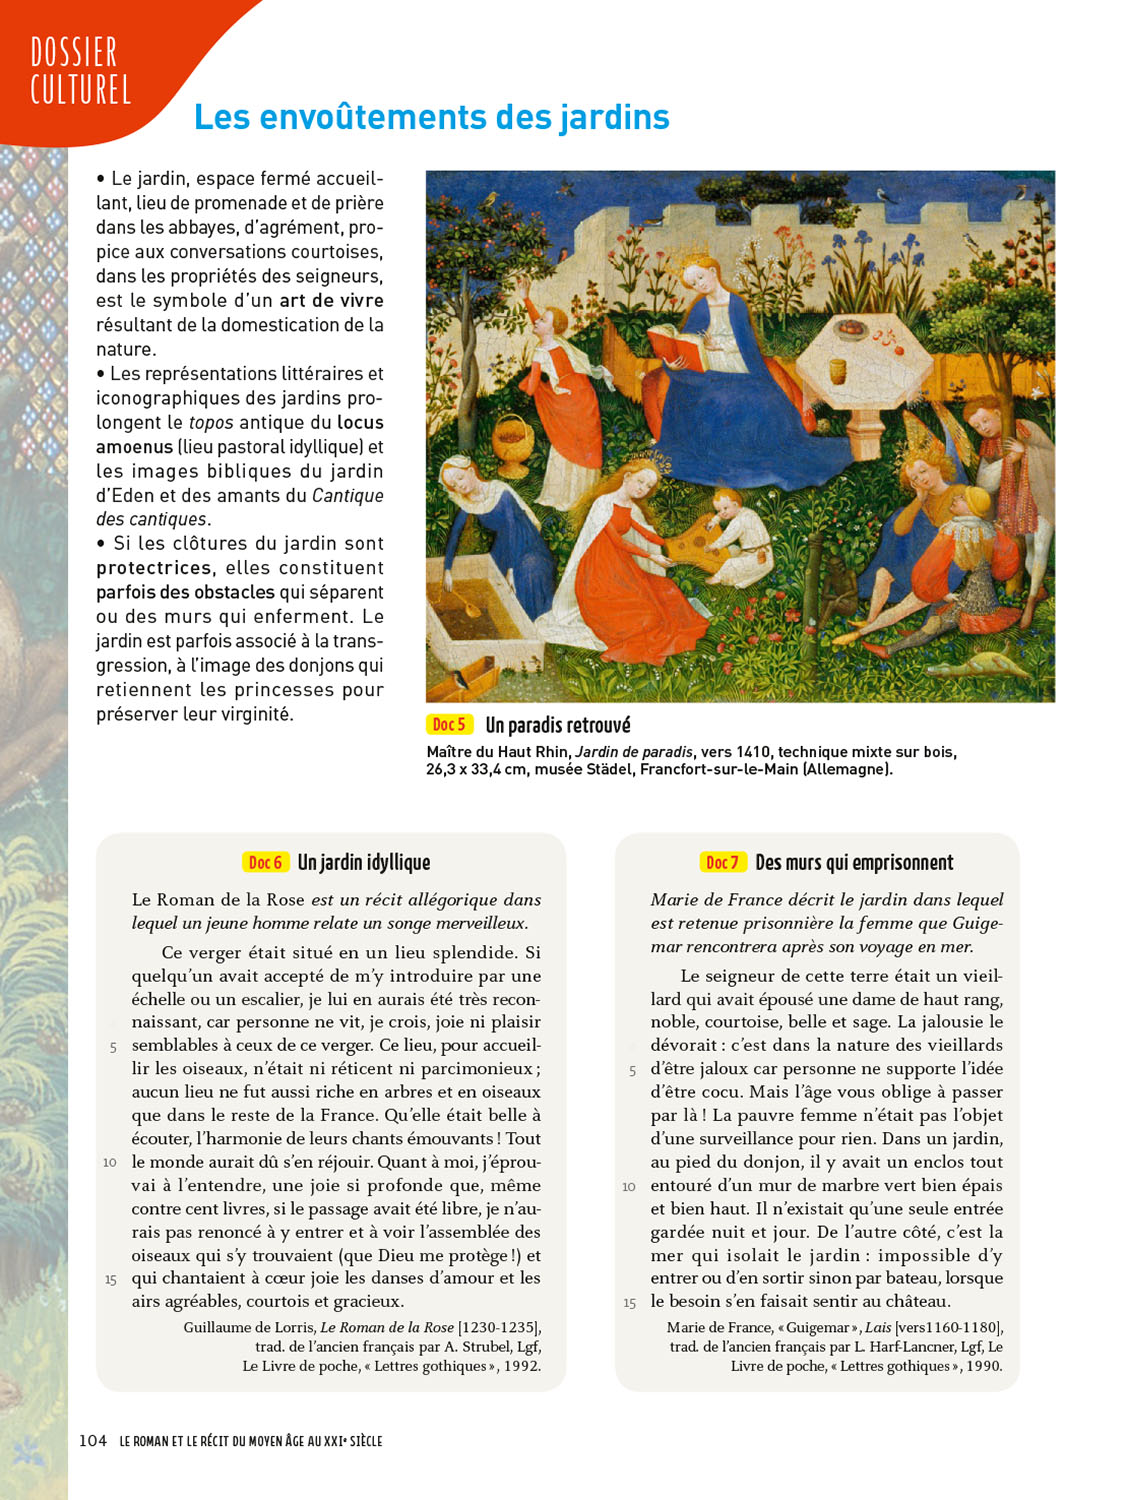 DOSSIER
CULTUREL
Les envoûtements des jardins
• Le jardin, espace fermé accueil-
lant, lieu de promenade et de prière
dans les abbayes, d’agrément, pro-
pice aux conversations courtoises,
dans les propriétés des seigneurs,
est le symbole d’un art de vivre
résultant de la domestication de la
nature.
• Les représentations littéraires et
iconographiques des jardins pro-
longent le topos antique du locus
amoenus (lieu pastoral idyllique) et
les images bibliques du jardin
d’Eden et des amants du Cantique
des cantiques.
• Si les clôtures du jardin sont
protectrices, elles constituent
parfois des obstacles qui séparent
ou des murs qui enferment. Le
jardin est parfois associé à la trans-
gression, à l’image des donjons qui
retiennent les princesses pour
préserver leur virginité.
Doc 5 Un paradis retrouvé
Maître du Haut Rhin, Jardin de paradis, vers 1410, technique mixte sur bois,
26,3 x 33,4 cm, musée Städel, Francfort-sur-le-Main (Allemagne).
Doc 6 Un jardin idyllique
Le Roman de la Rose est un récit allégorique dans
lequel un jeune homme relate un songe merveilleux.
Ce verger était situé en un lieu splendide. Si
quelqu’un avait accepté de m’y introduire par une
échelle ou un escalier, je lui en aurais été très recon-
naissant, car personne ne vit, je crois, joie ni plaisir
5 semblables à ceux de ce verger. Ce lieu, pour accueil-
lir les oiseaux, n’était ni réticent ni parcimonieux ;
aucun lieu ne fut aussi riche en arbres et en oiseaux
que dans le reste de la France. Qu’elle était belle à
écouter, l’harmonie de leurs chants émouvants ! Tout
10 le monde aurait dû s’en réjouir. Quant à moi, j’éprou-
vai à l’entendre, une joie si profonde que, même
contre cent livres, si le passage avait été libre, je n’au-
rais pas renoncé à y entrer et à voir l’assemblée des
oiseaux qui s’y trouvaient (que Dieu me protège !) et
15 qui chantaient à cœur joie les danses d’amour et les
airs agréables, courtois et gracieux.
Guillaume de Lorris, Le Roman de la Rose [1230-1235],
trad. de l’ancien français par A. Strubel, Lgf,
Le Livre de poche, « Lettres gothiques », 1992.
Doc 7 Des murs qui emprisonnent
Marie de France décrit le jardin dans lequel
est retenue prisonnière la femme que Guige-
mar rencontrera après son voyage en mer.
Le seigneur de cette terre était un vieil-
lard qui avait épousé une dame de haut rang,
noble, courtoise, belle et sage. La jalousie le
dévorait : c’est dans la nature des vieillards
5 d’être jaloux car personne ne supporte l’idée
d’être cocu. Mais l’âge vous oblige à passer
par là ! La pauvre femme n’était pas l’objet
d’une surveillance pour rien. Dans un jardin,
au pied du donjon, il y avait un enclos tout
10 entouré d’un mur de marbre vert bien épais
et bien haut. Il n’existait qu’une seule entrée
gardée nuit et jour. De l’autre côté, c’est la
mer qui isolait le jardin : impossible d’y
entrer ou d’en sortir sinon par bateau, lorsque
15 le besoin s’en faisait sentir au château.
Marie de France, « Guigemar », Lais [vers1160-1180],
trad. de l’ancien français par L. Harf-Lancner, Lgf, Le
Livre de poche, « Lettres gothiques », 1990.
104 LE ROMAN ET LE RÉCIT DU MOYEN ÂGE AU XXIe SIÈCLE